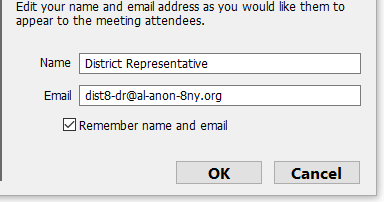 Edit your name and email address as you would like them to
appear to the meeting attendees.
Name District Representative
Email dist8-dr@al-anon-8ny.org
Remember name and email
OK Cancel